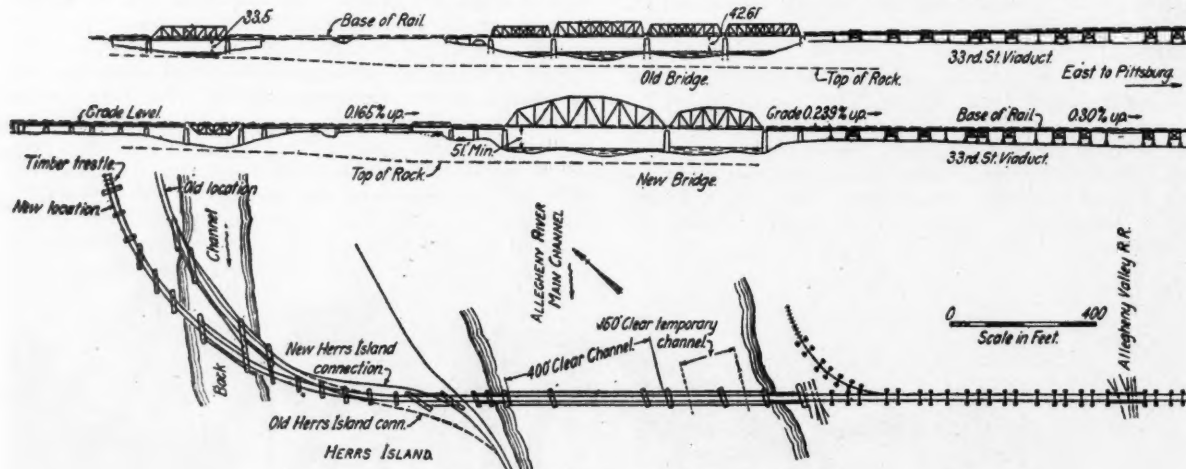 33.5
Base of Rail.
42.61
Old Bridge.
Top of Rock.
33rd. St. Viaduct.
East to Pittsburg.
Grade Level.
0.165% up.
51. Min.
Grade 0.239% up.
Base of Rail
0.30% up.
Top of Rock.
New Bridge.
33rd. St. Viaduct.
Timber trestle.
Old location
New location.
Channel
Back
ALLEGHENY RIVER
MAIN CHANNEL
New Herrs Island
connection.
Old Herrs Island conn.
HERRS ISLAND.
400' Clear Channel.
160' Clear temporary
channel.
0 400
Scale in Feet.
Allegheny Valley R.R.